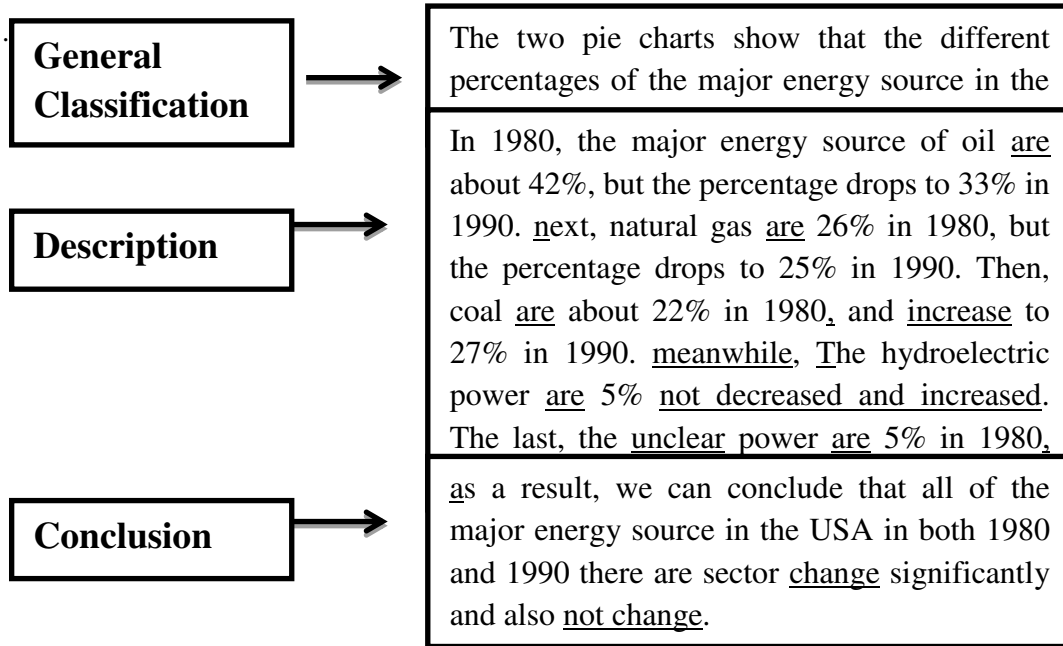 .
General
Classification
The two pie charts show that the different
percentages of the major energy source in the
Description
In 1980, the major energy source of oil are
about 42%, but the percentage drops to 33% in
1990. next, natural gas are 26% in 1980, but
the percentage drops to 25% in 1990. Then,
coal are about 22% in 1980, and increase to
27% in 1990. meanwhile, The hydroelectric
power are 5% not decreased and increased.
The last, the unclear power are 5% in 1980,
Conclusion
as a result, we can conclude that all of the
major energy source in the USA in both 1980
and 1990 there are sector change significantly
and also not change.